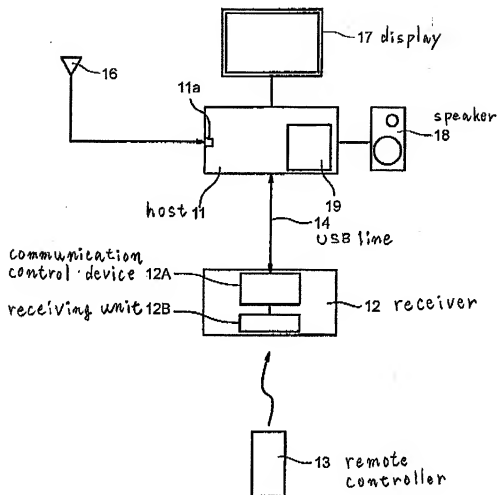 17 display
16
11a
speaker
18
19
host 11
14
USB line
communication
control device 12A
12 receiver
receiving unit 12B
13 remote
controller